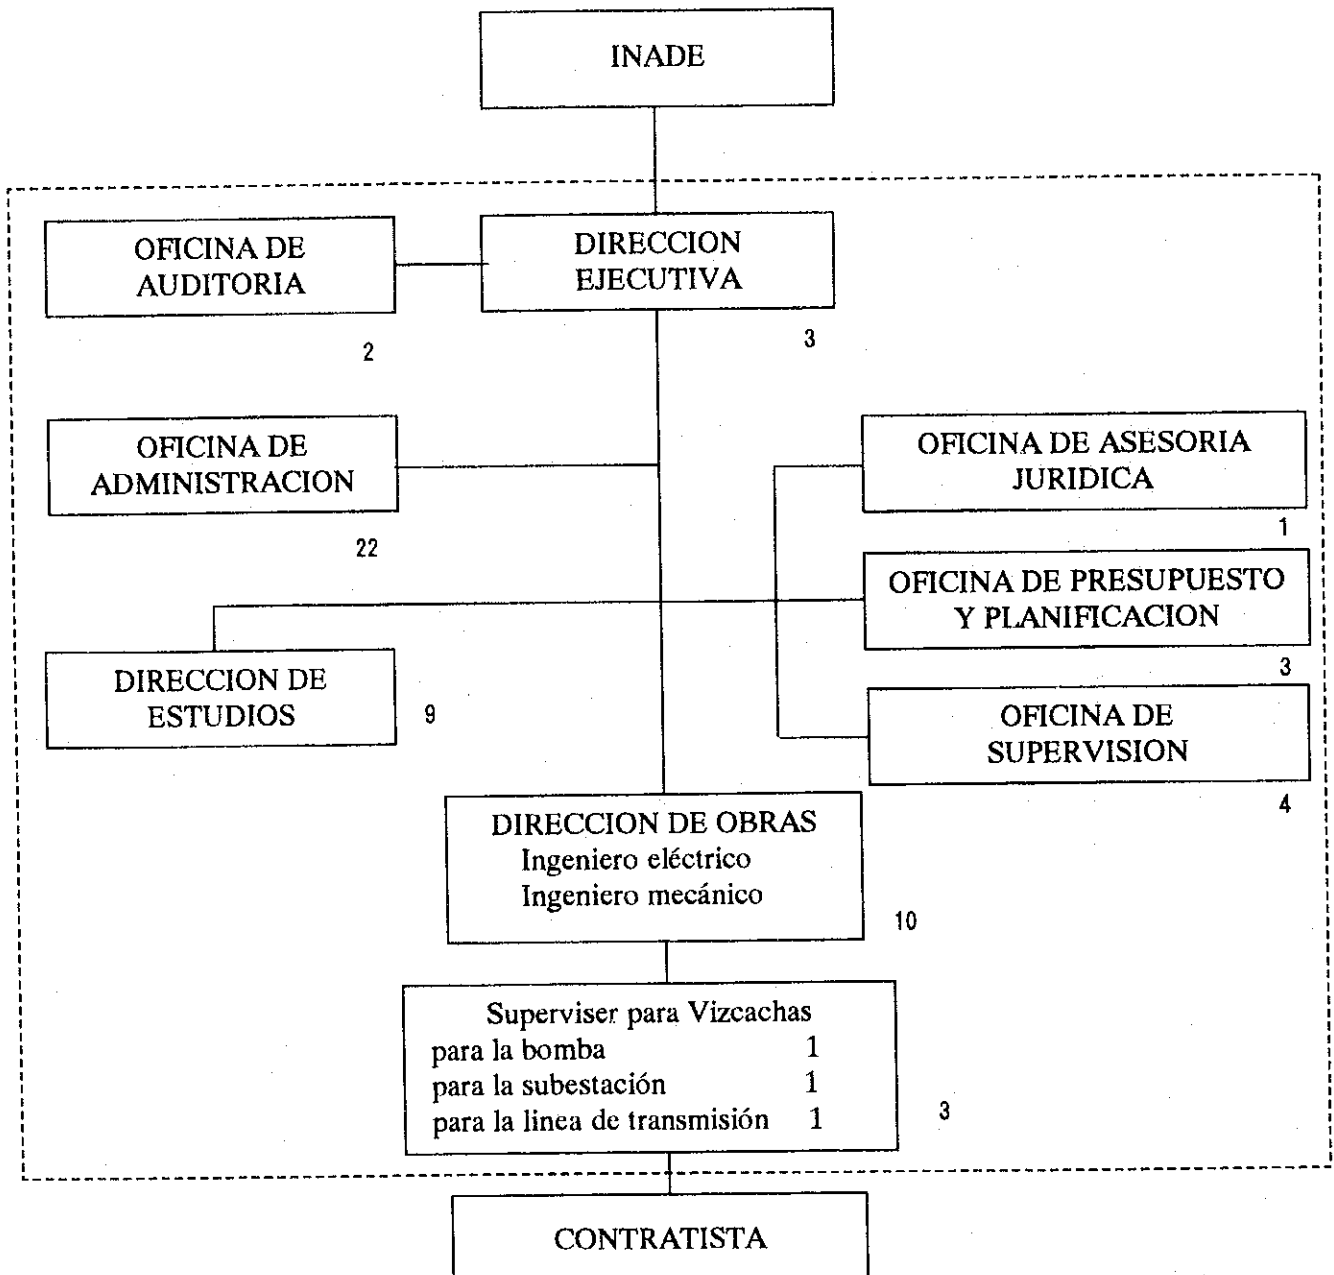 INADE
OFICINA DE
AUDITORIA
2
DIRECCION
EJECUTIVA
3
OFICINA DE
ADMINISTRACION
22
OFICINA DE ASESORIA
JURIDICA
1
OFICINA DE PRESUPUESTO
Y PLANIFICACION
3
DIRECCION DE
ESTUDIOS
9
OFICINA DE
SUPERVISION
4
DIRECCION DE OBRAS
Ingeniero eléctrico
Ingeniero mecánico
10
Superviser para Vizcachas
para la bomba 1
para la subestación 1
para la linea de transmisión 1
3
CONTRATISTA